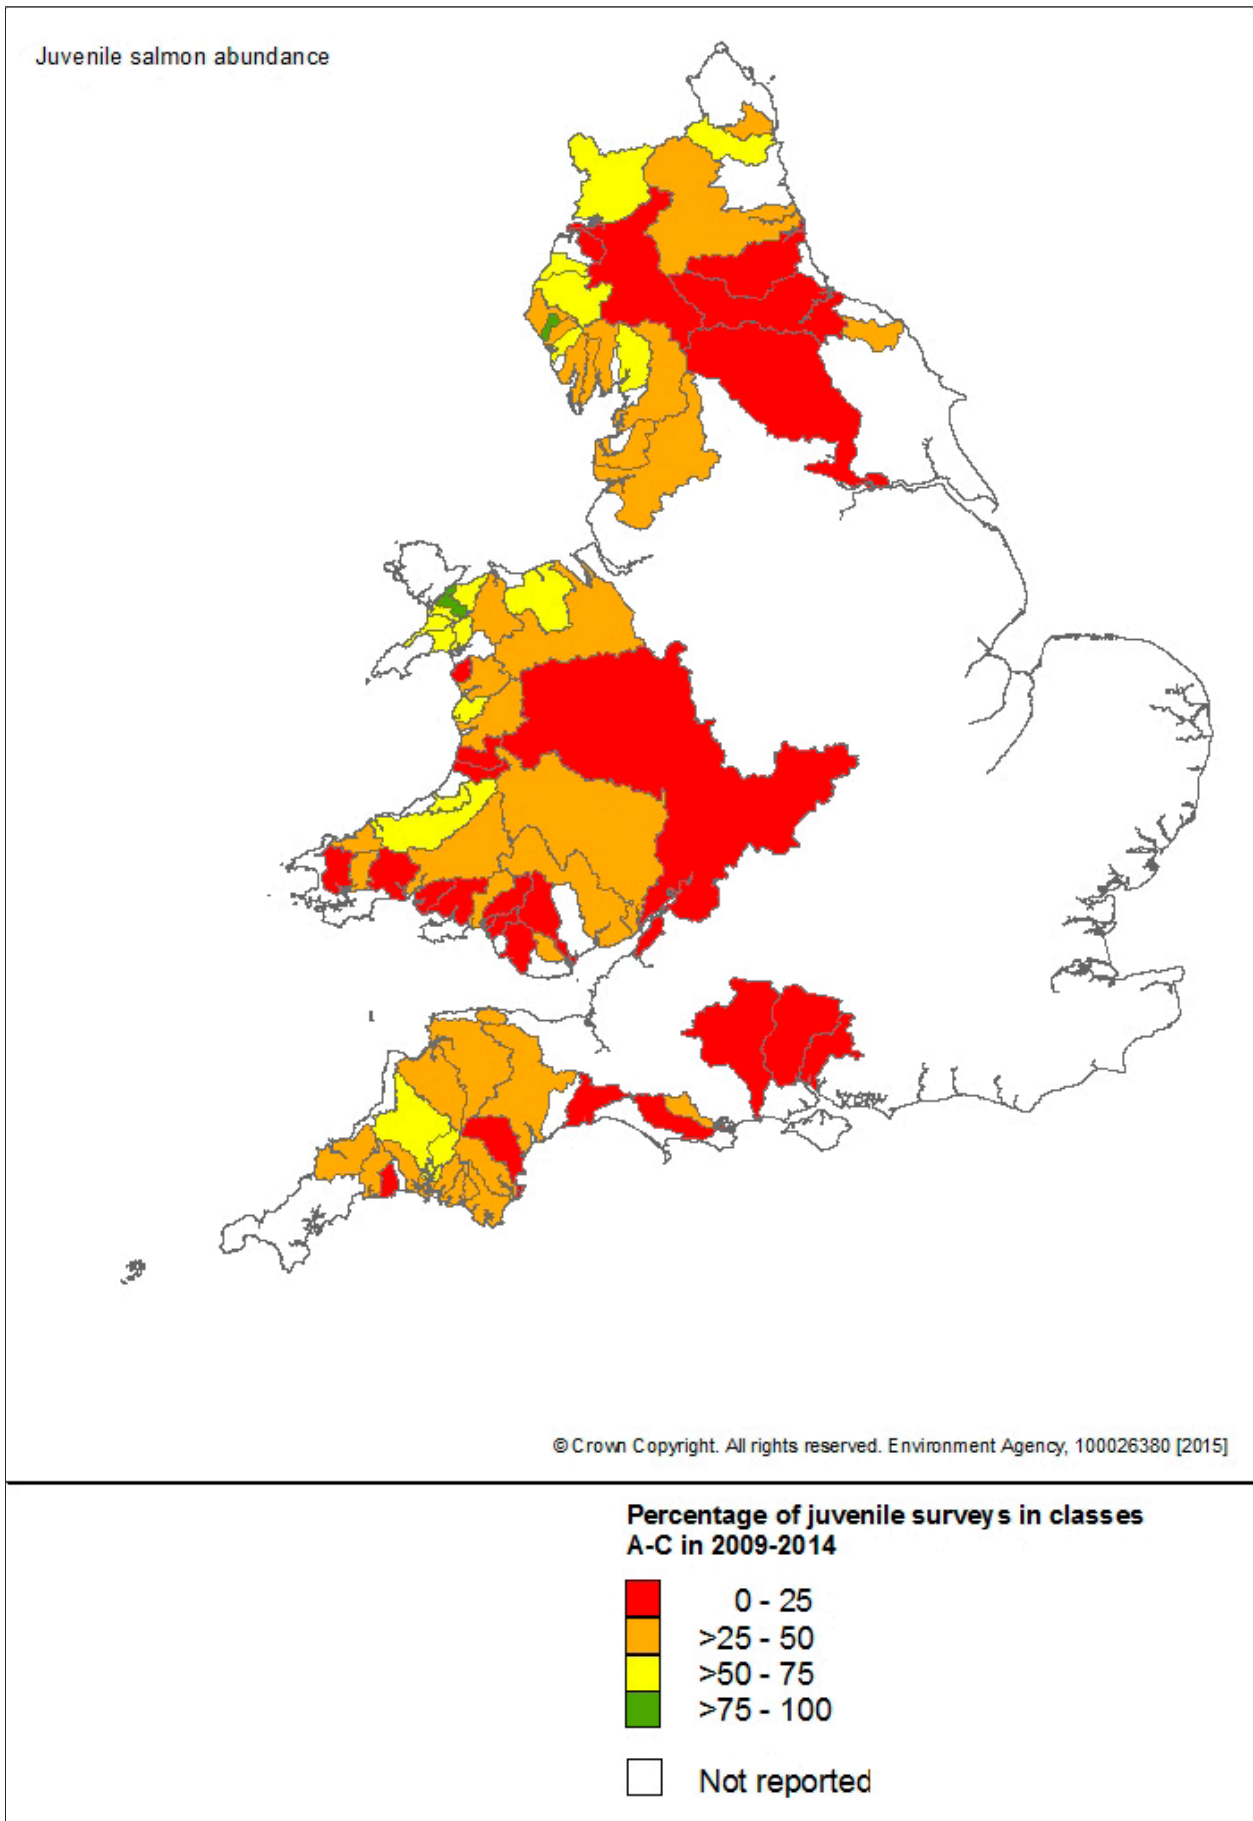 Juvenile salmon abundance
© Crown Copyright. All rights reserved. Environment Agency, 100026380 [2015]
Percentage of juvenile surveys in classes
A-C in 2009-2014
0 - 25
>25 - 50
>50 - 75
>75 - 100
Not reported